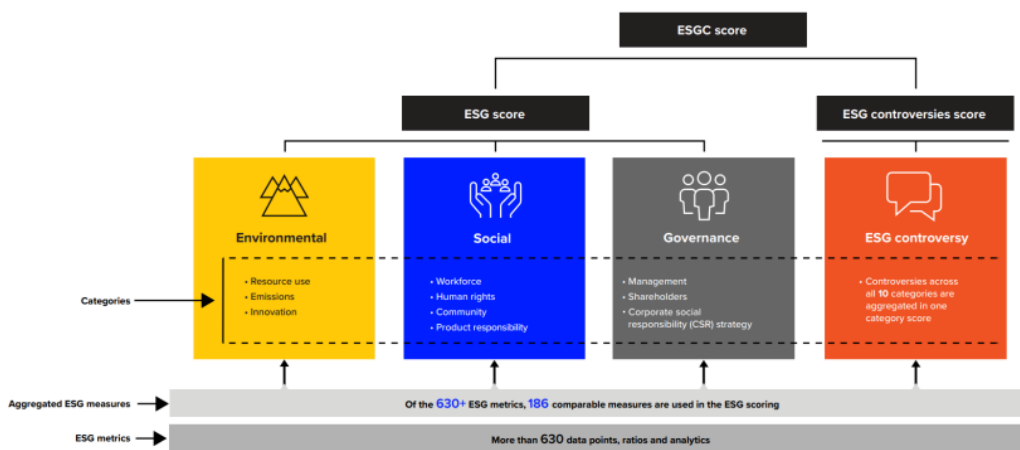 ESGC score
ESG score
ESG controversies score
Environmental
Social
Governance
ESG controversy
Categories
• Resource use
• Emissions
• Innovation
• Workforce
• Human rights
• Community
• Product responsibility
• Management
• Shareholders
• Corporate social
responsibility (CSR) strategy
• Controversies across
all 10 categories are
aggregated in one
category score
Aggregated ESG measures
Of the 630+ ESG metrics, 186 comparable measures are used in the ESG scoring
ESG metrics
More than 630 data points, ratios and analytics